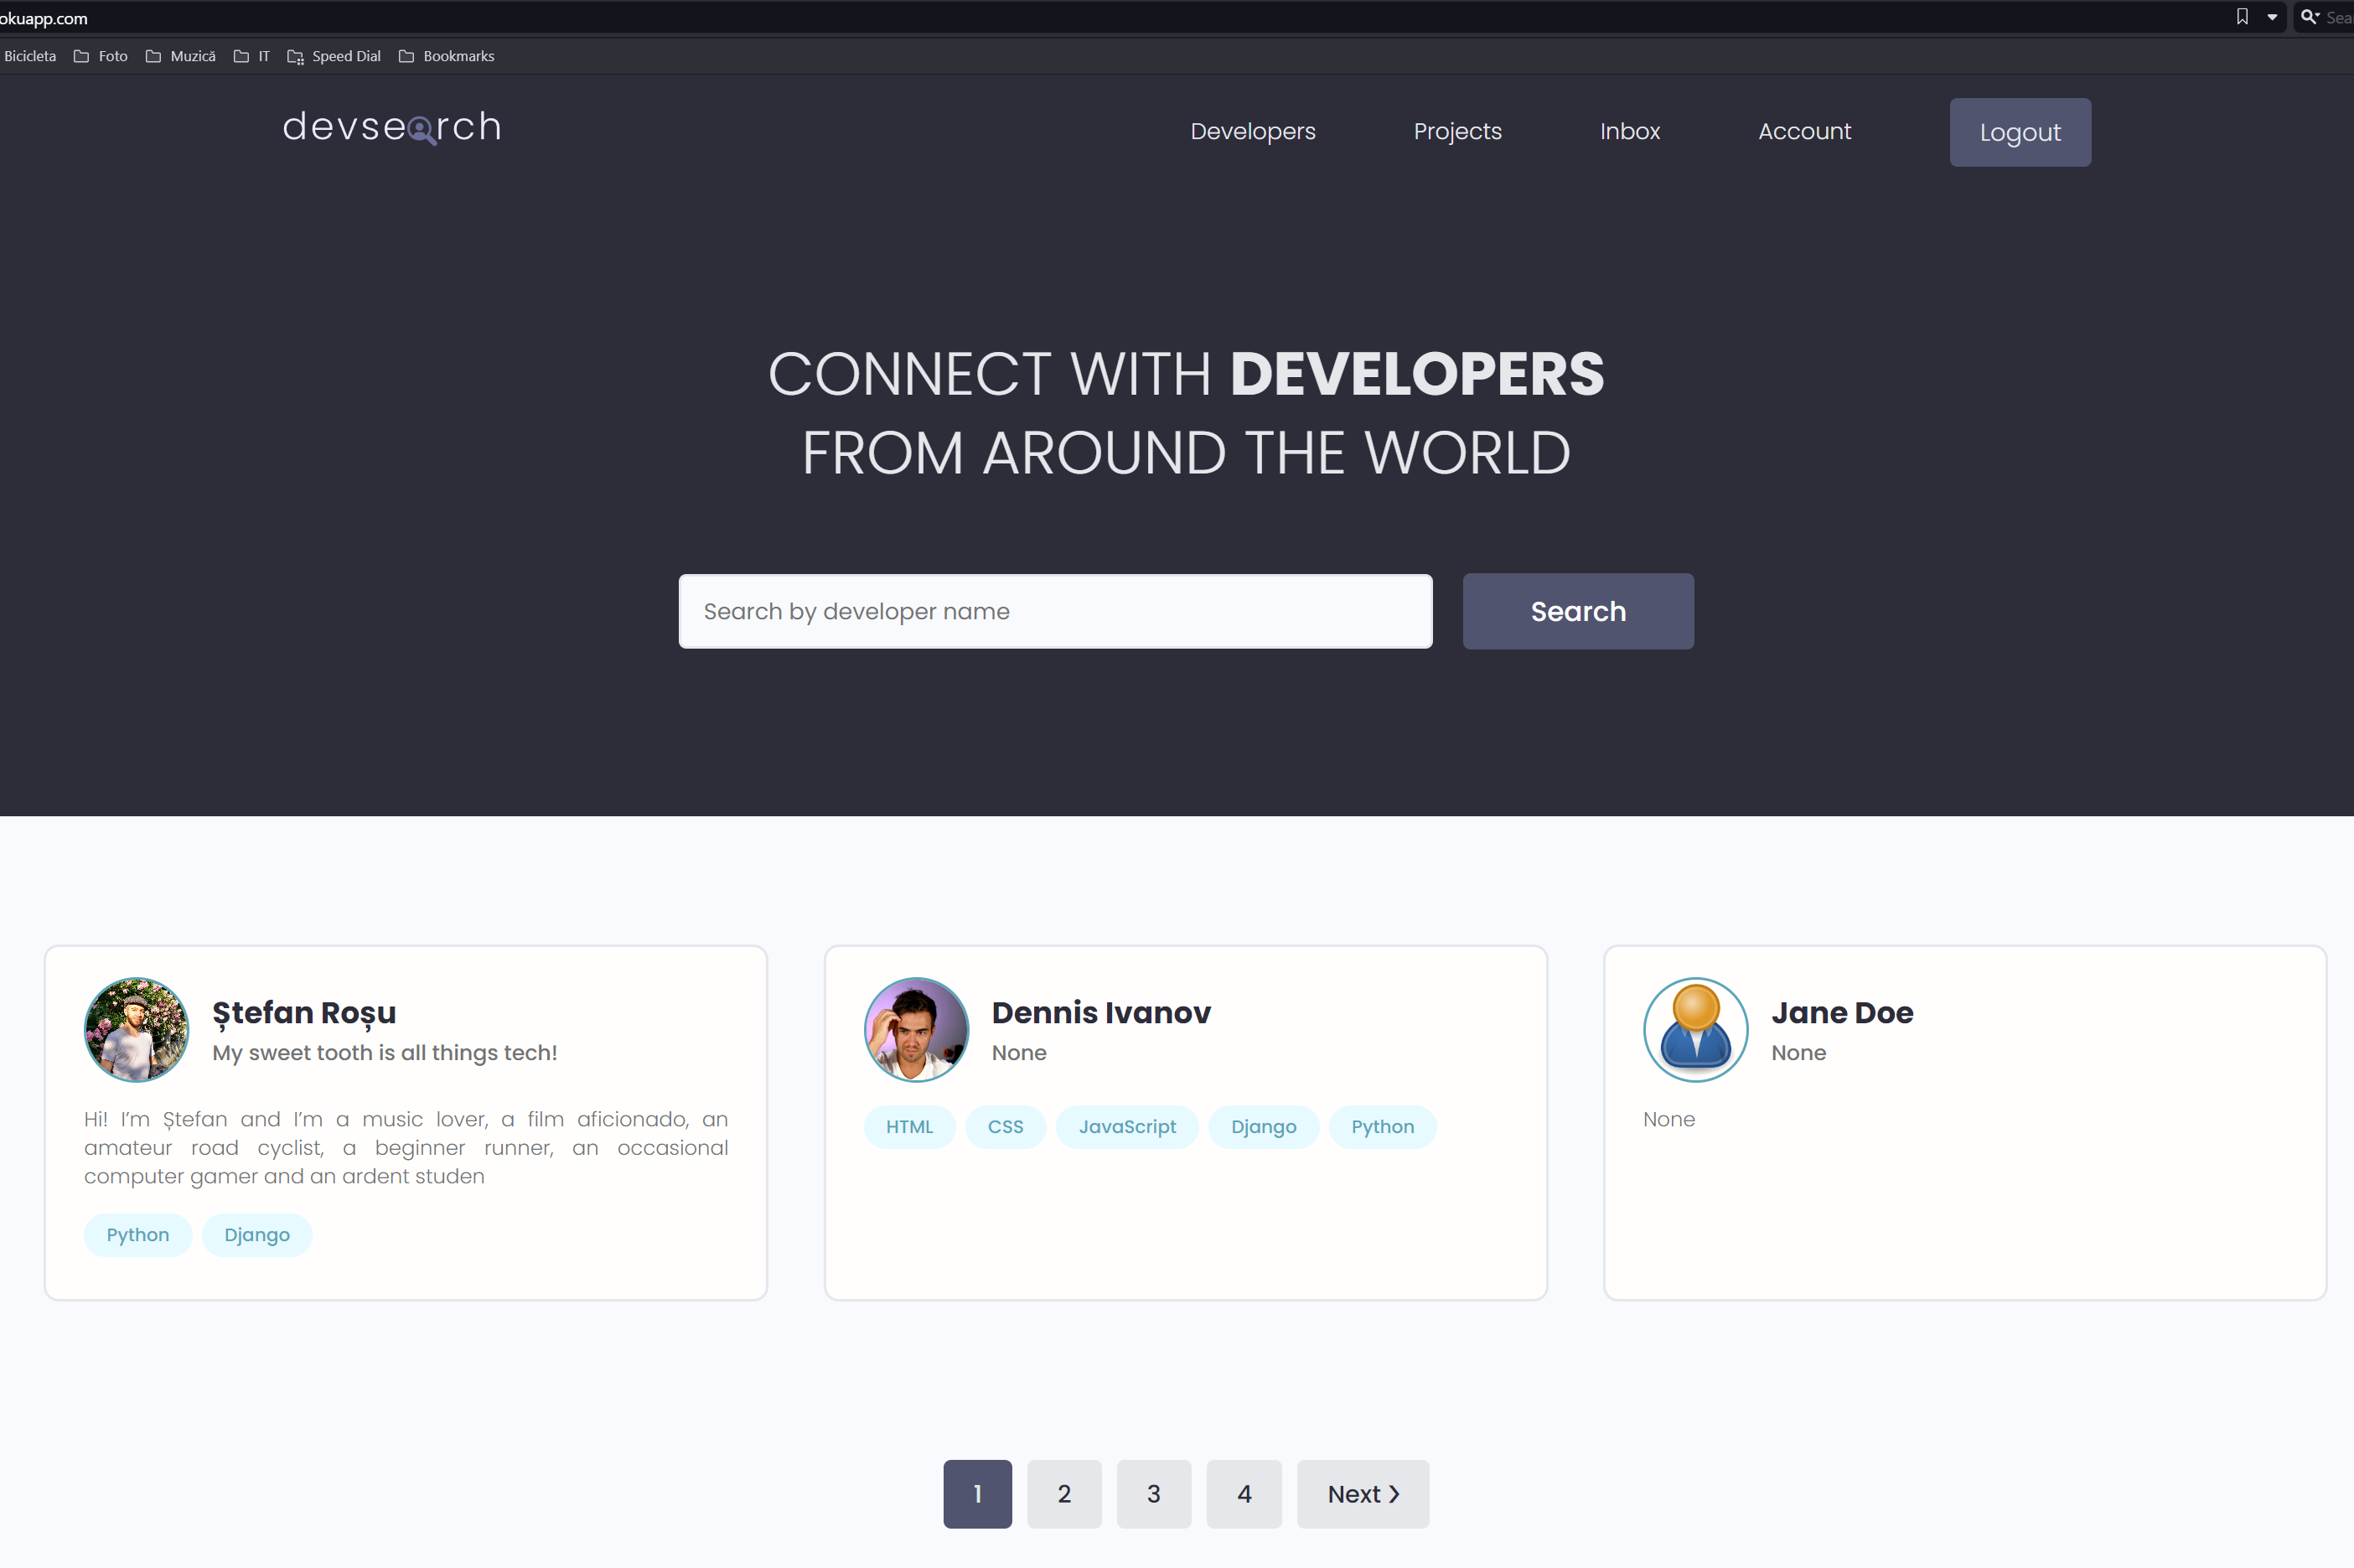 okuapp.com
Sea
Bicicleta Foto Muzică IT Speed Dial Bookmarks
devse rch Developers Projects Inbox Account Logout
CONNECT WITH DEVELOPERS
FROM AROUND THE WORLD
Search by developer name Search
Ștefan Roșu
My sweet tooth is all things tech!
Hi! I'm Ștefan and I'm a music lover, a film aficionado, an
amateur road cyclist, a beginner runner, an occasional
computer gamer and an ardent studen
Python Django
Dennis Ivanov
None
HTML CSS JavaScript Django Python
Jane Doe
None
None
1 2 3 4 Next ❯